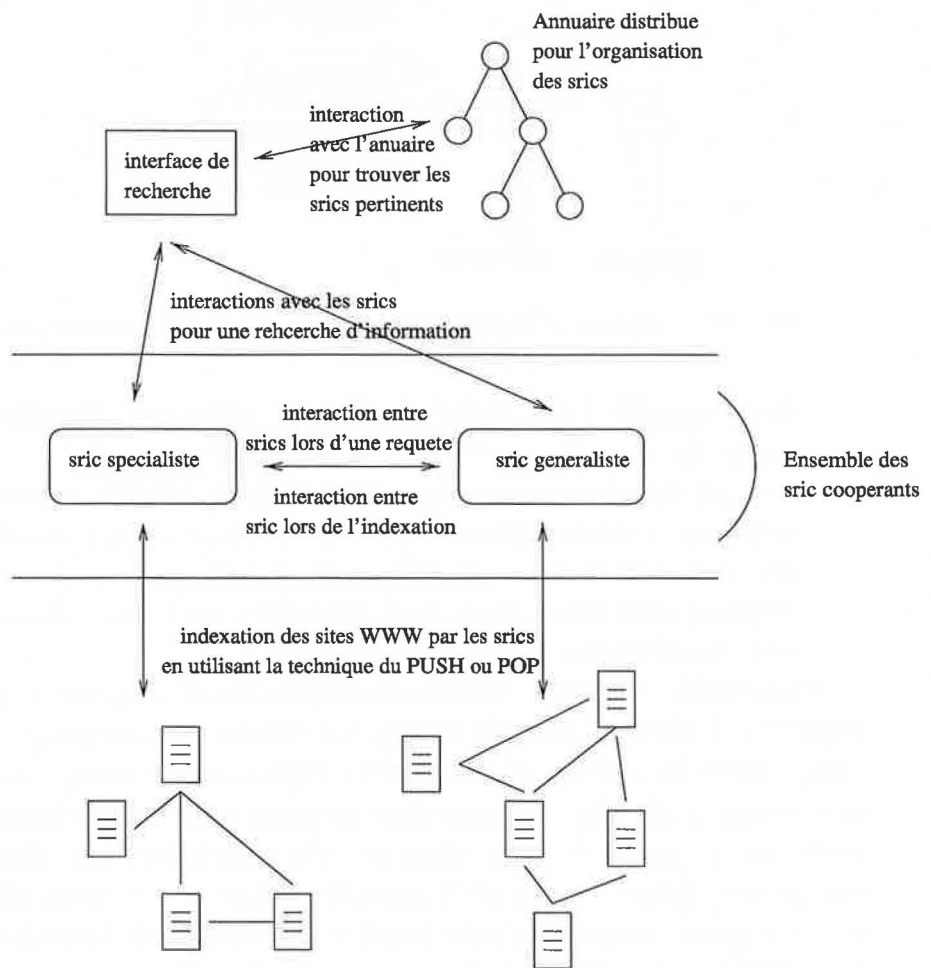 Annuaire distribue
pour l'organisation
des srics
interaction
avec l'anuaire
pour trouver les
srics pertinents
interface de
recherche
interactions avec les srics
pour une rehcerche d'information
interaction entre
srics lors d'une requete
sric specialiste
sric generaliste
interaction entre
sric lors de l'indexation
Ensemble des
sric cooperants
indexation des sites WWW par les srics
en utilisant la technique du PUSH ou POP